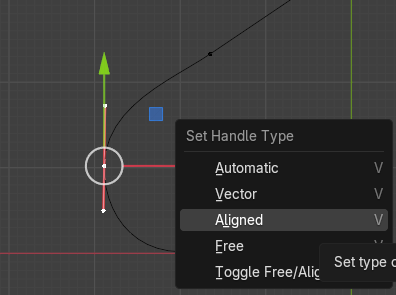 Set Handle Type
Automatic V
Vector V
Aligned V
Free V
Toggle Free/Alig
Set type o